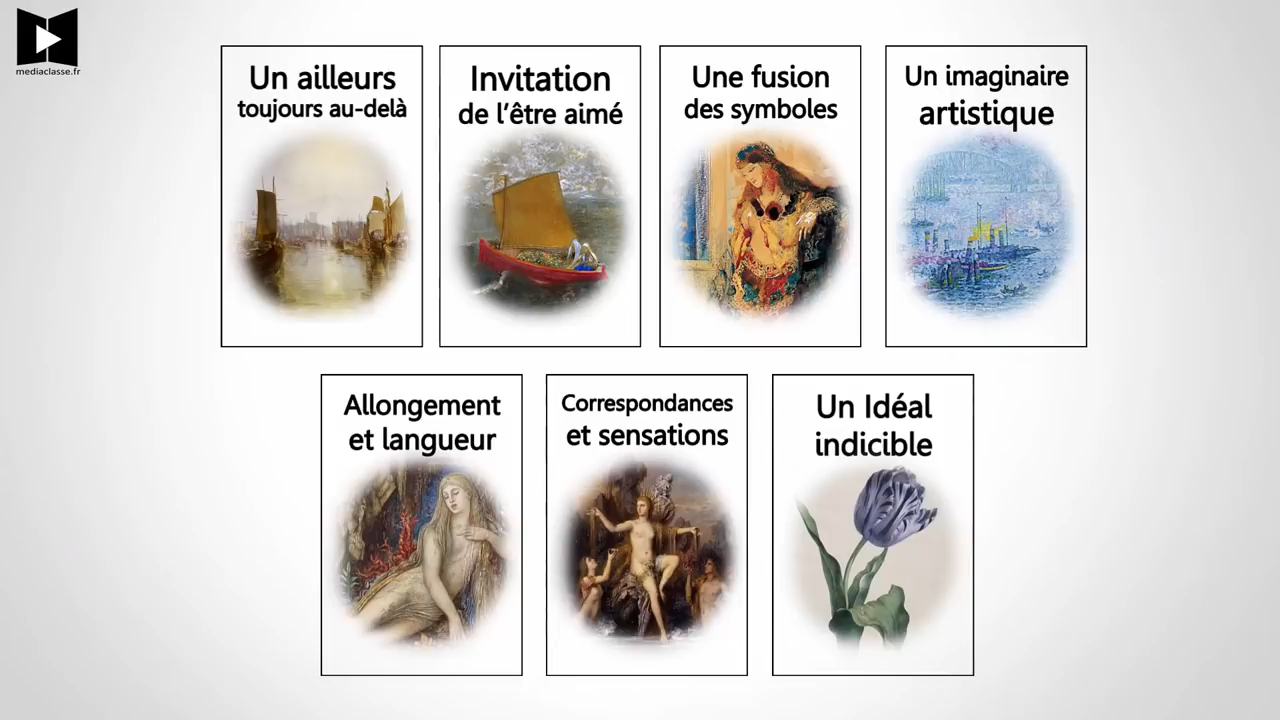 mediaclasse.fr
Un ailleurs
toujours au-delà
Invitation
de l'être aimé
Une fusion
des symboles
Un imaginaire
artistique
Allongement
et langueur
Correspondances
et sensations
Un Idéal
indicible